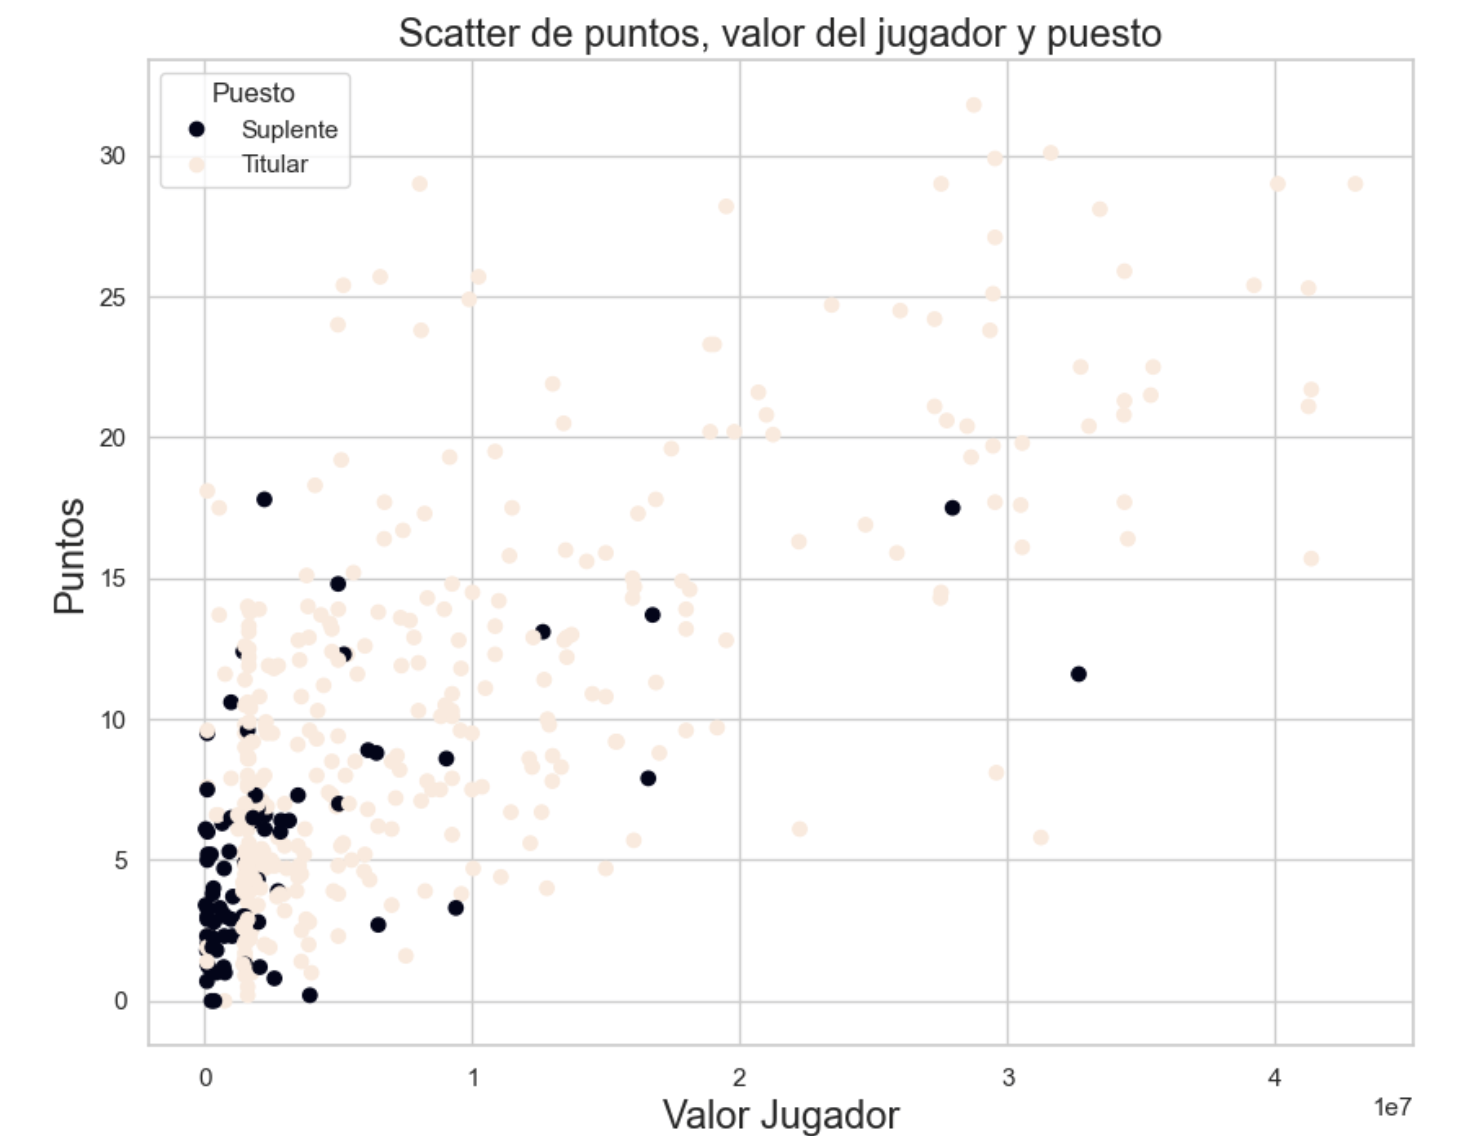 Scatter de puntos, valor del jugador y puesto
Puesto
Suplente
Titular
30
25
20
15
10
5
0
Puntos
0 1 2 3 4
1e7
Valor Jugador